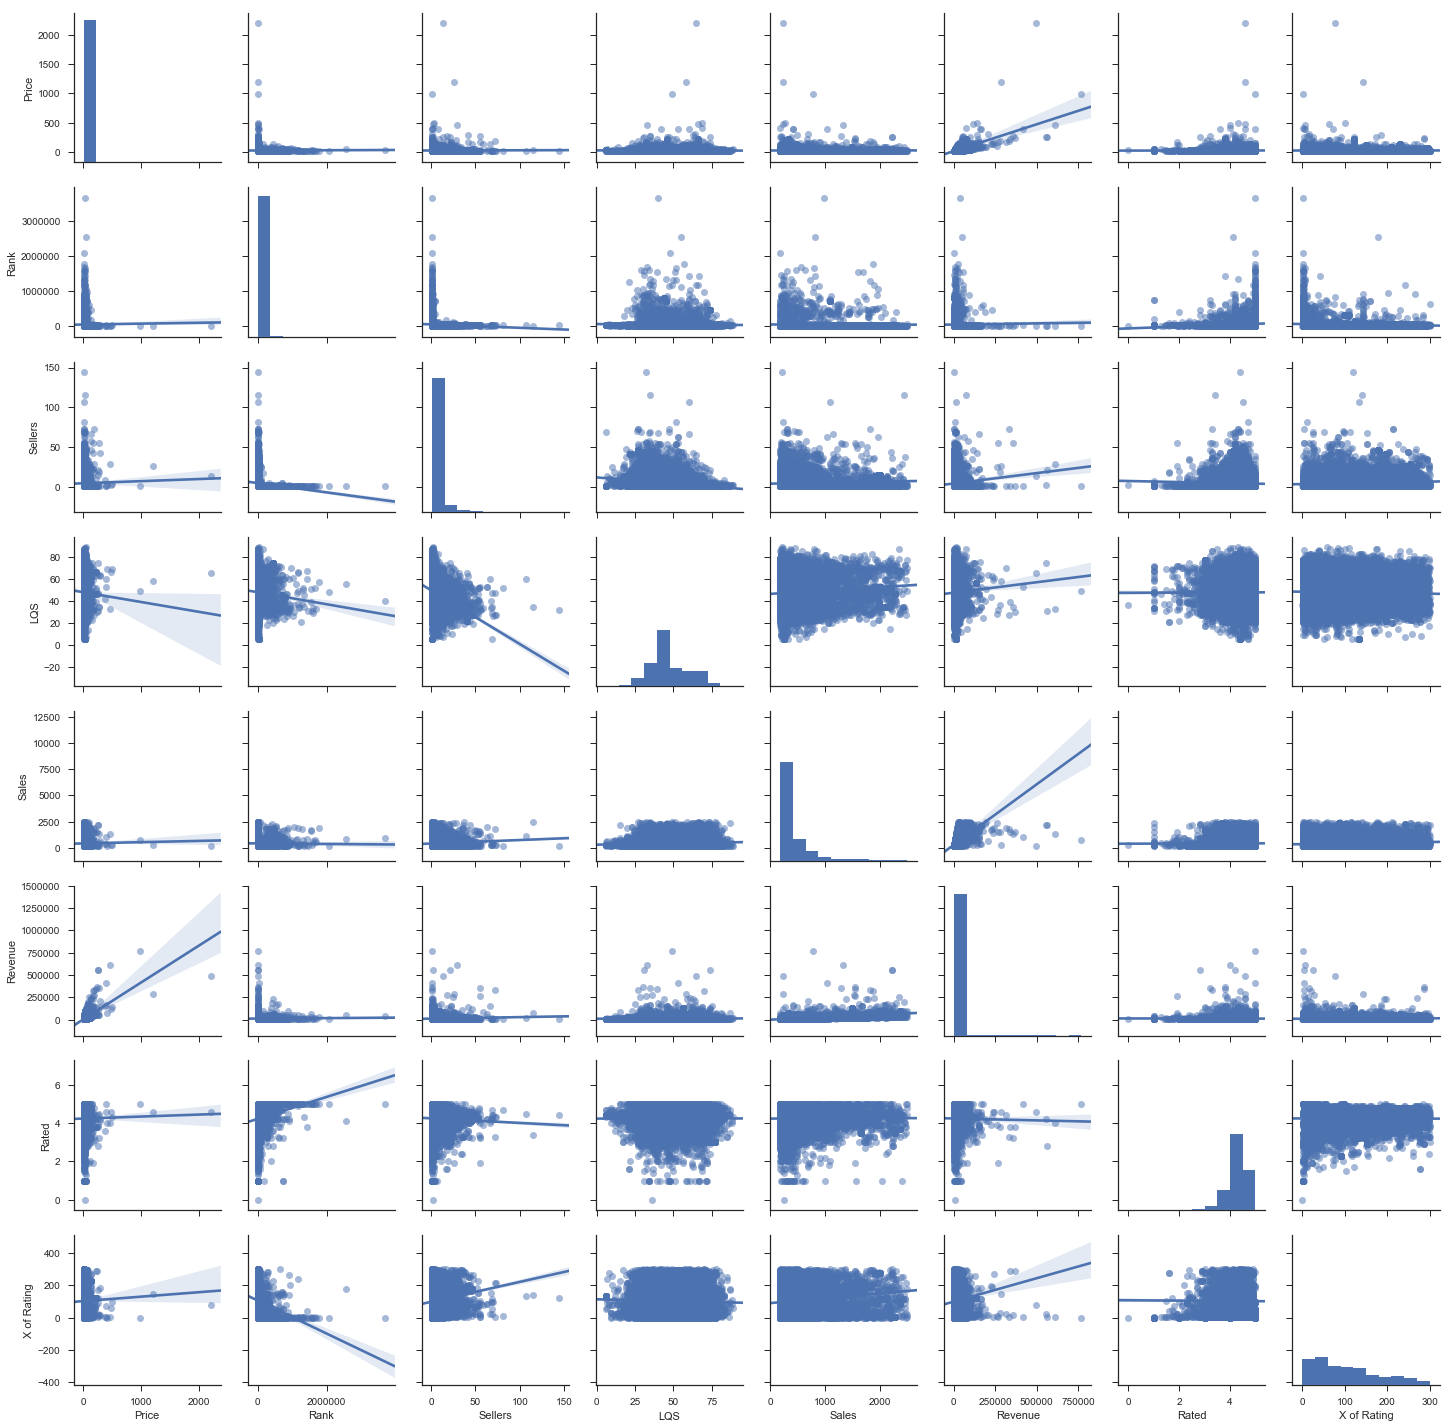 2000
1500
1000
500
0
Price
3000000
2000000
1000000
0
Rank
150
100
50
0
Sellers
80
60
40
20
0
−20
LQS
12500
10000
7500
5000
2500
0
Sales
1500000
1250000
1000000
750000
500000
250000
0
Revenue
6
4
2
0
Rated
400
200
0
−200
−400
X of Rating
0 1000 2000
Price
0 2000000
Rank
0 50 100 150
Sellers
0 25 50 75
LQS
0 1000 2000
Sales
0 250000 500000 750000
Revenue
0 2 4
Rated
0 100 200 300
X of Rating